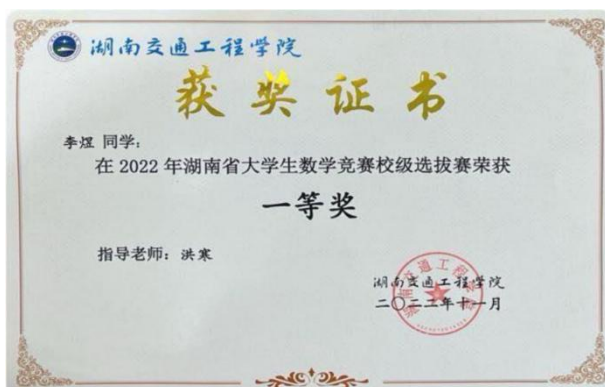 湖南交通工程学院
获奖证书
李煜 同学：
在 2022 年湖南省大学生数学竞赛校级选拔赛荣获
一等奖
指导老师：洪寒
湖南交通工程学院
二〇二二年十一月